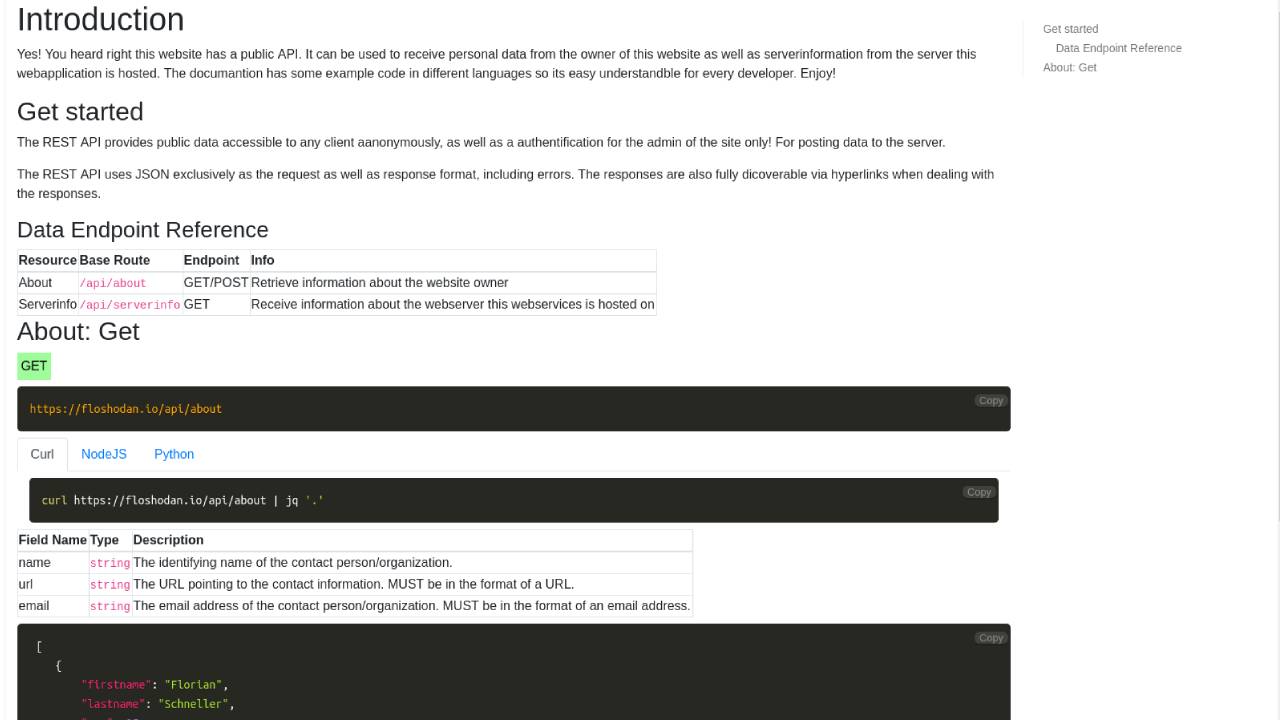 Introduction
Yes! You heard right this website has a public API. It can be used to receive personal data from the owner of this website as well as serverinformation from the server this
webapplication is hosted. The documantion has some example code in different languages so its easy understandble for every developer. Enjoy!
Get started
The REST API provides public data accessible to any client aanonymously, as well as a authentification for the admin of the site only! For posting data to the server.
The REST API uses JSON exclusively as the request as well as response format, including errors. The responses are also fully dicoverable via hyperlinks when dealing with
the responses.
Data Endpoint Reference
Resource Base Route Endpoint Info
About /api/about GET/POST Retrieve information about the website owner
Serverinfo /api/serverinfo GET Receive information about the webserver this webservices is hosted on
About: Get
GET
Copy
https://floshodan.io/api/about
Curl NodeJS Python
Copy
curl https://floshodan.io/api/about | jq '.'
Field Name Type Description
name string The identifying name of the contact person/organization.
url string The URL pointing to the contact information. MUST be in the format of a URL.
email string The email address of the contact person/organization. MUST be in the format of an email address.
Copy
[
{
"firstname": "Florian",
"lastname": "Schneller",
Get started
Data Endpoint Reference
About: Get